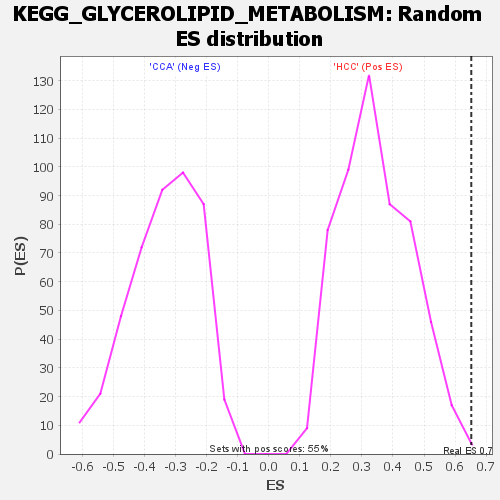 KEGG_GLYCEROLIPID_METABOLISM: Random
ES distribution
'CCA' (Neg ES)
'HCC' (Pos ES)
P(ES)
130
120
110
100
90
80
70
60
50
40
30
20
10
0
Sets with pos scores: 55%
Real ES 0.7
-0.6 -0.5 -0.4 -0.3 -0.2 -0.1 0.0 0.1 0.2 0.3 0.4 0.5 0.6 0.7
ES